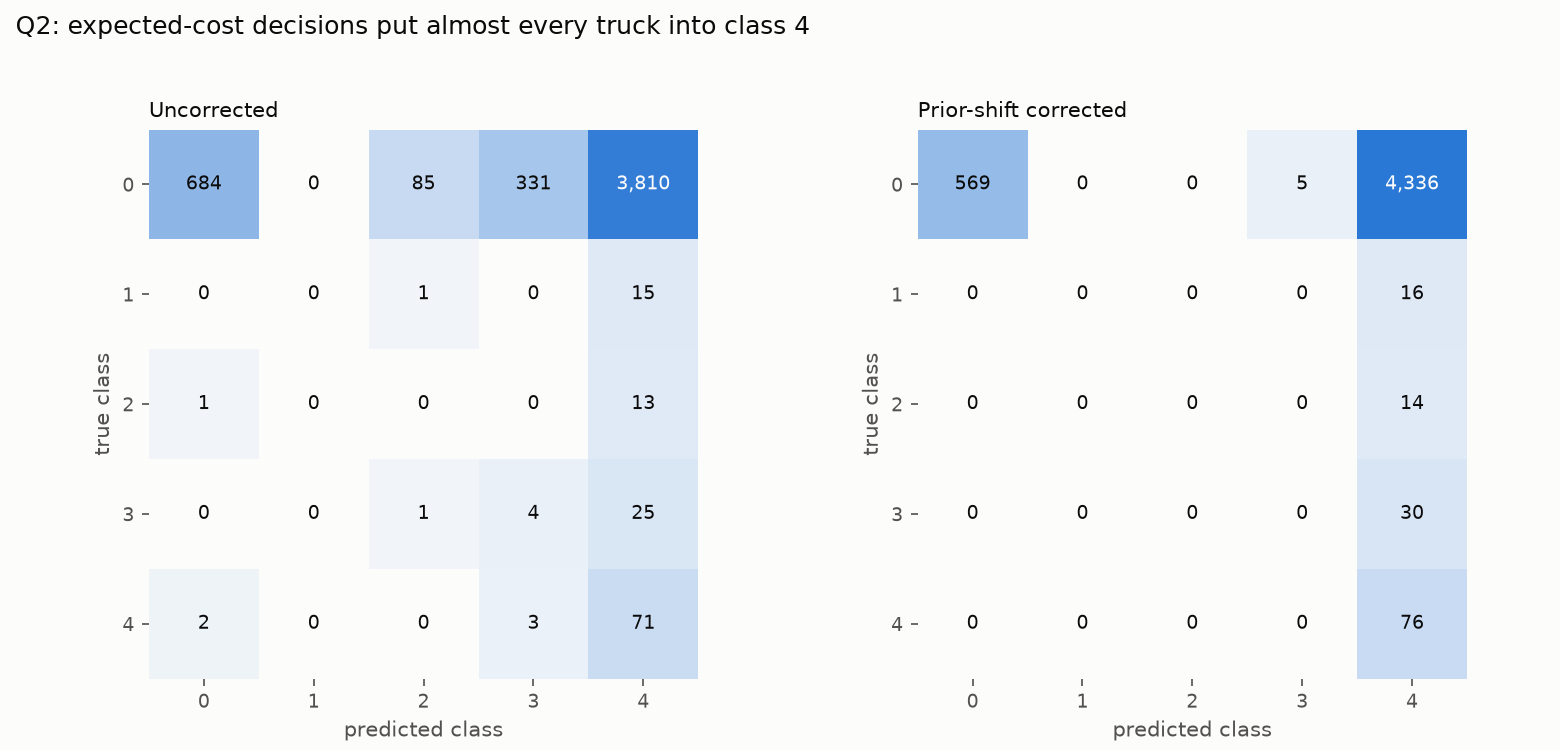 Q2: expected-cost decisions put almost every truck into class 4
Uncorrected
true class
0 684 0 85 331 3,810
1 0 0 1 0 15
2 1 0 0 0 13
3 0 0 1 4 25
4 2 0 0 3 71
0 1 2 3 4
predicted class
Prior-shift corrected
true class
0 569 0 0 5 4,336
1 0 0 0 0 16
2 0 0 0 0 14
3 0 0 0 0 30
4 0 0 0 0 76
0 1 2 3 4
predicted class